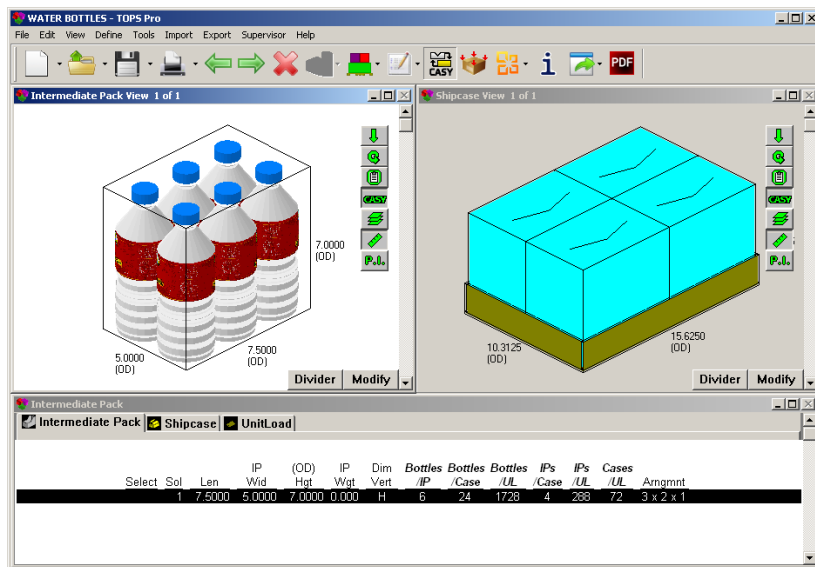 WATER BOTTLES - TOPS Pro
File Edit View Define Tools Import Export Supervisor Help
CASY
i
PDF
Intermediate Pack View 1 of 1
CASY
P.I.
7.0000
(OD)
5.0000
(OD)
7.5000
(OD)
Divider Modify
Shipcase View 1 of 1
CASY
P.I.
10.3125
(OD)
15.6250
(OD)
Divider Modify
Intermediate Pack
Intermediate Pack Shipcase UnitLoad
IP (OD) IP Dim Bottles Bottles Bottles IPs IPs Cases
Select Sol Len Wid Hgt Wgt Vert /IP /Case /UL /Case /UL /UL Arngmnt
1 7.5000 5.0000 7.0000 0.000 H 6 24 1728 4 288 72 3 x 2 x 1